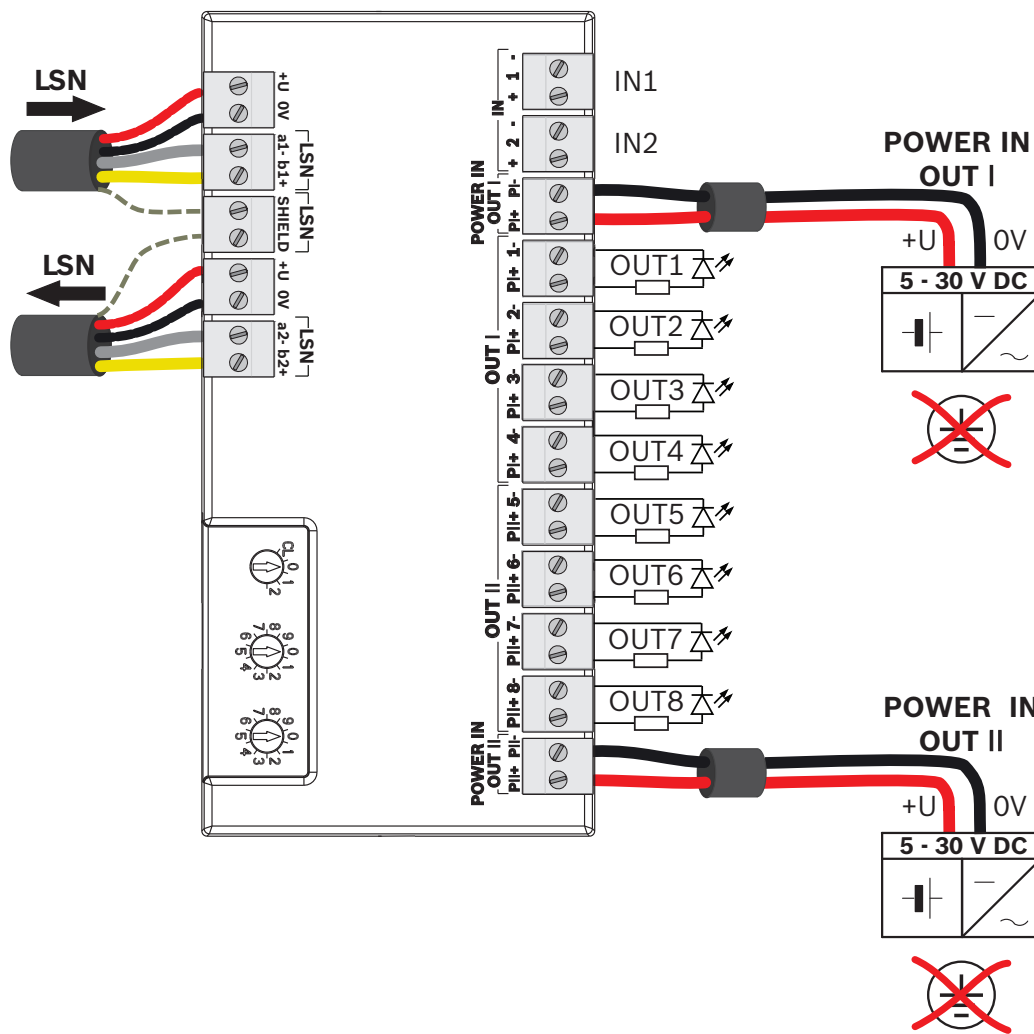 LSN
+U 0V
a1- b1+
LSN
SHIELD
LSN
LSN
+U 0V
a2- b2+
LSN
CL 0 1 2
0 1 2 3 4 5 6 7 8 9
0 1 2 3 4 5 6 7 8 9
IN
+ 1 -
IN1
+ 2 -
IN2
POWER IN
OUT I
PI+ PI-
OUT I
PI+ 1-
OUT1
PI+ 2-
OUT2
PI+ 3-
OUT3
PI+ 4-
OUT4
OUT II
PII+ 5-
OUT5
PII+ 6-
OUT6
PII+ 7-
OUT7
PII+ 8-
OUT8
POWER IN
OUT II
PII+ PII-
POWER IN
OUT I
+U 0V
5 - 30 V DC
POWER IN
OUT II
+U 0V
5 - 30 V DC